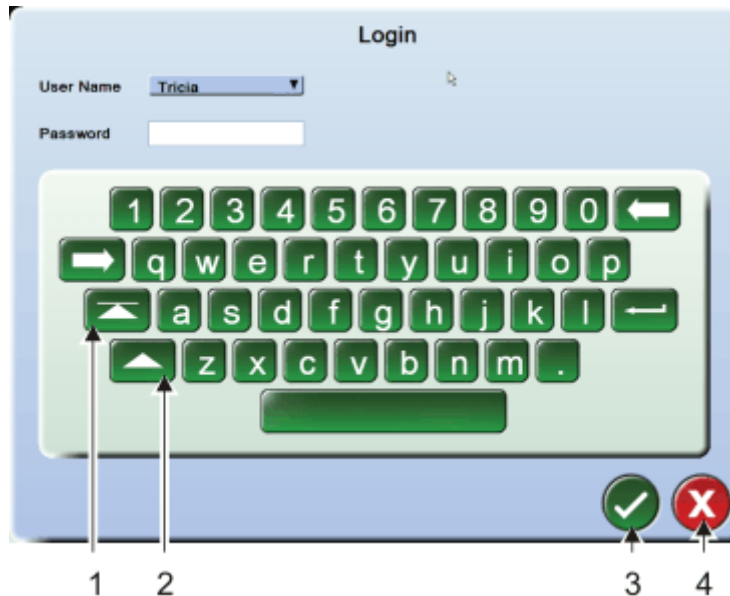 Login
User Name Tricia
Password
1 2 3 4 5 6 7 8 9 0
q w e r t y u i o p
a s d f g h j k l
z x c v b n m .
1 2 3 4